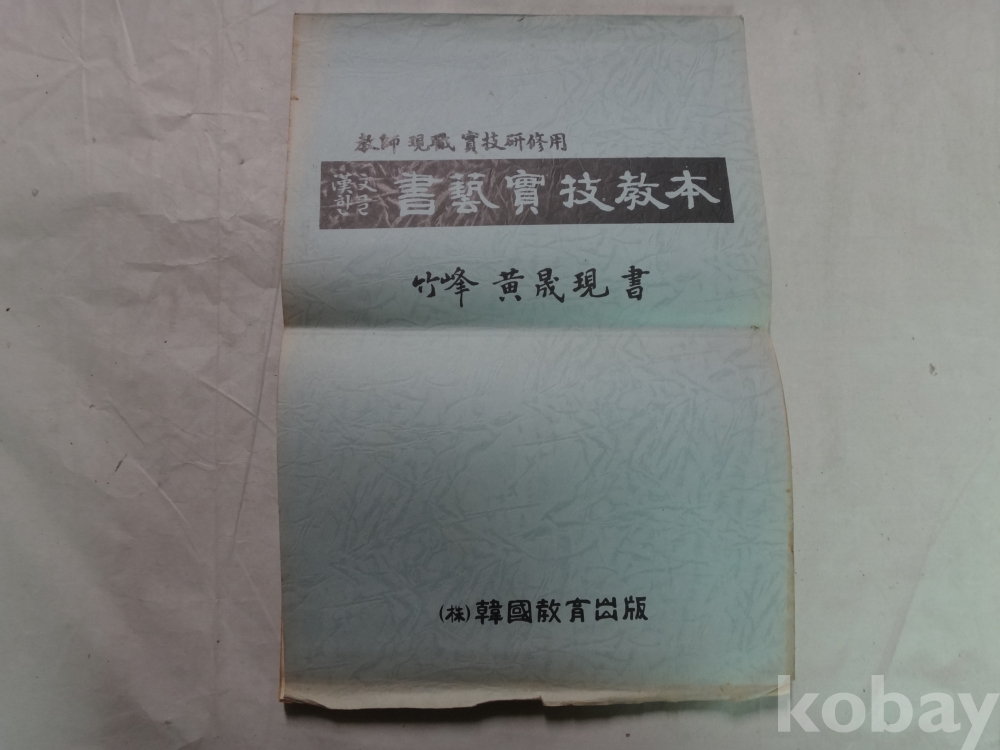 敎師 現職 實技研修用
漢文 한글 書藝實技敎本
竹峰 黃晟現 書
(株)韓國敎育出版
kobay